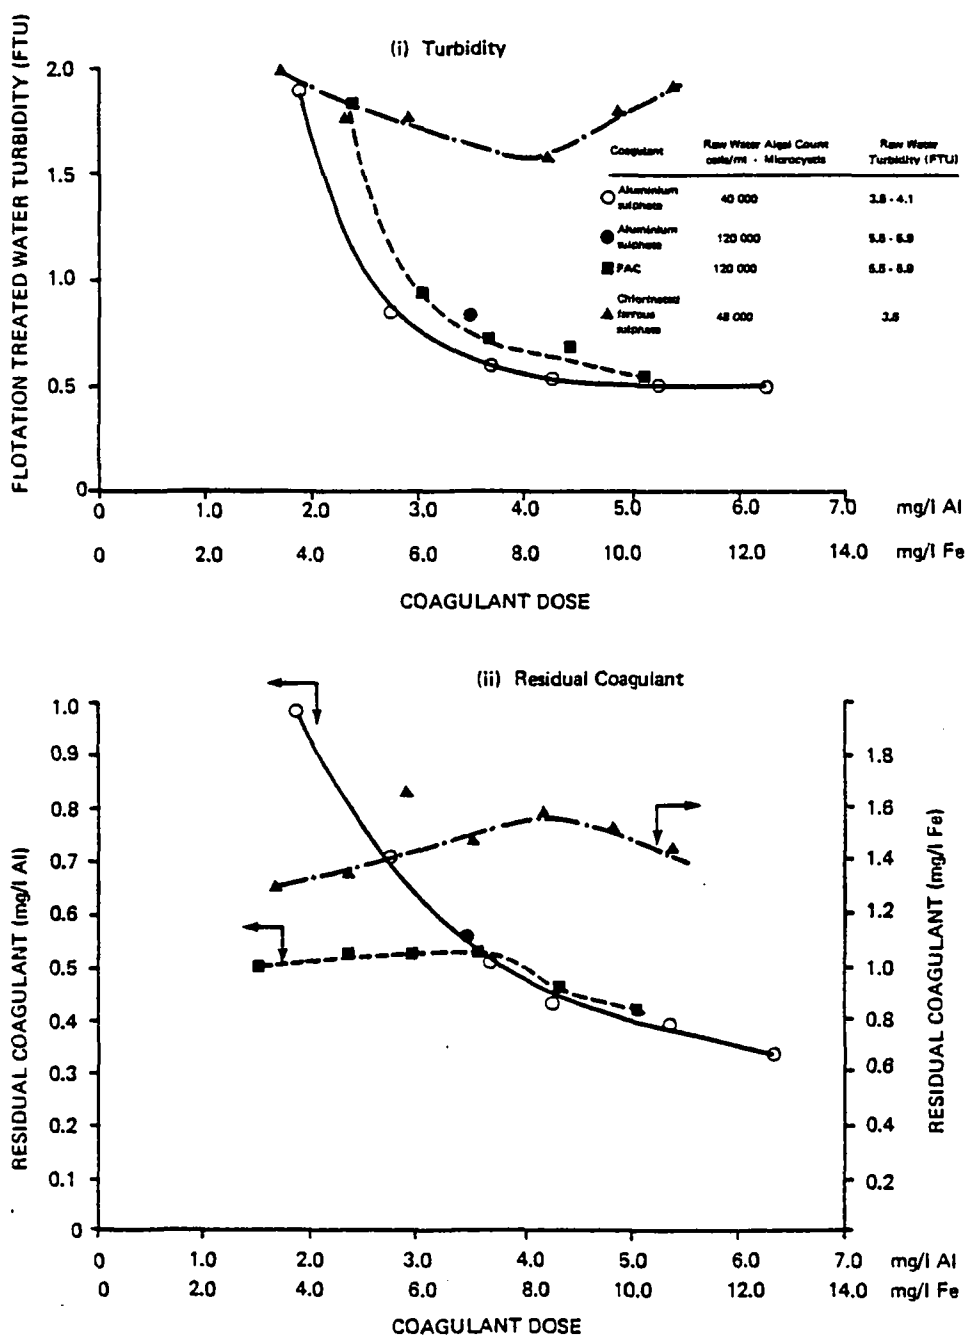 (i) Turbidity
FLOTATION TREATED WATER TURBIDITY (FTU)
2.0
1.5
1.0
0.5
0
Coagulant Raw Water Algal Count Raw Water
cells/ml - Microcystis Turbidity (FTU)
Aluminium
sulphate 40 000 3.8 - 4.1
Aluminium
sulphate 120 000
PAC 120 000
Chlorinated
ferrous
sulphate 48 000
0 1.0 2.0 3.0 4.0 5.0 6.0 7.0 mg/l Al
0 2.0 4.0 6.0 8.0 10.0 12.0 14.0 mg/l Fe
COAGULANT DOSE
(ii) Residual Coagulant
RESIDUAL COAGULANT (mg/l Al)
1.0
0.9
0.8
0.7
0.6
0.5
0.4
0.3
0.2
0.1
0
RESIDUAL COAGULANT (mg/l Fe)
1.8
1.6
1.4
1.2
1.0
0.8
0.6
0.4
0.2
0 1.0 2.0 3.0 4.0 5.0 6.0 7.0 mg/l Al
0 2.0 4.0 6.0 8.0 10.0 12.0 14.0 mg/l Fe
COAGULANT DOSE